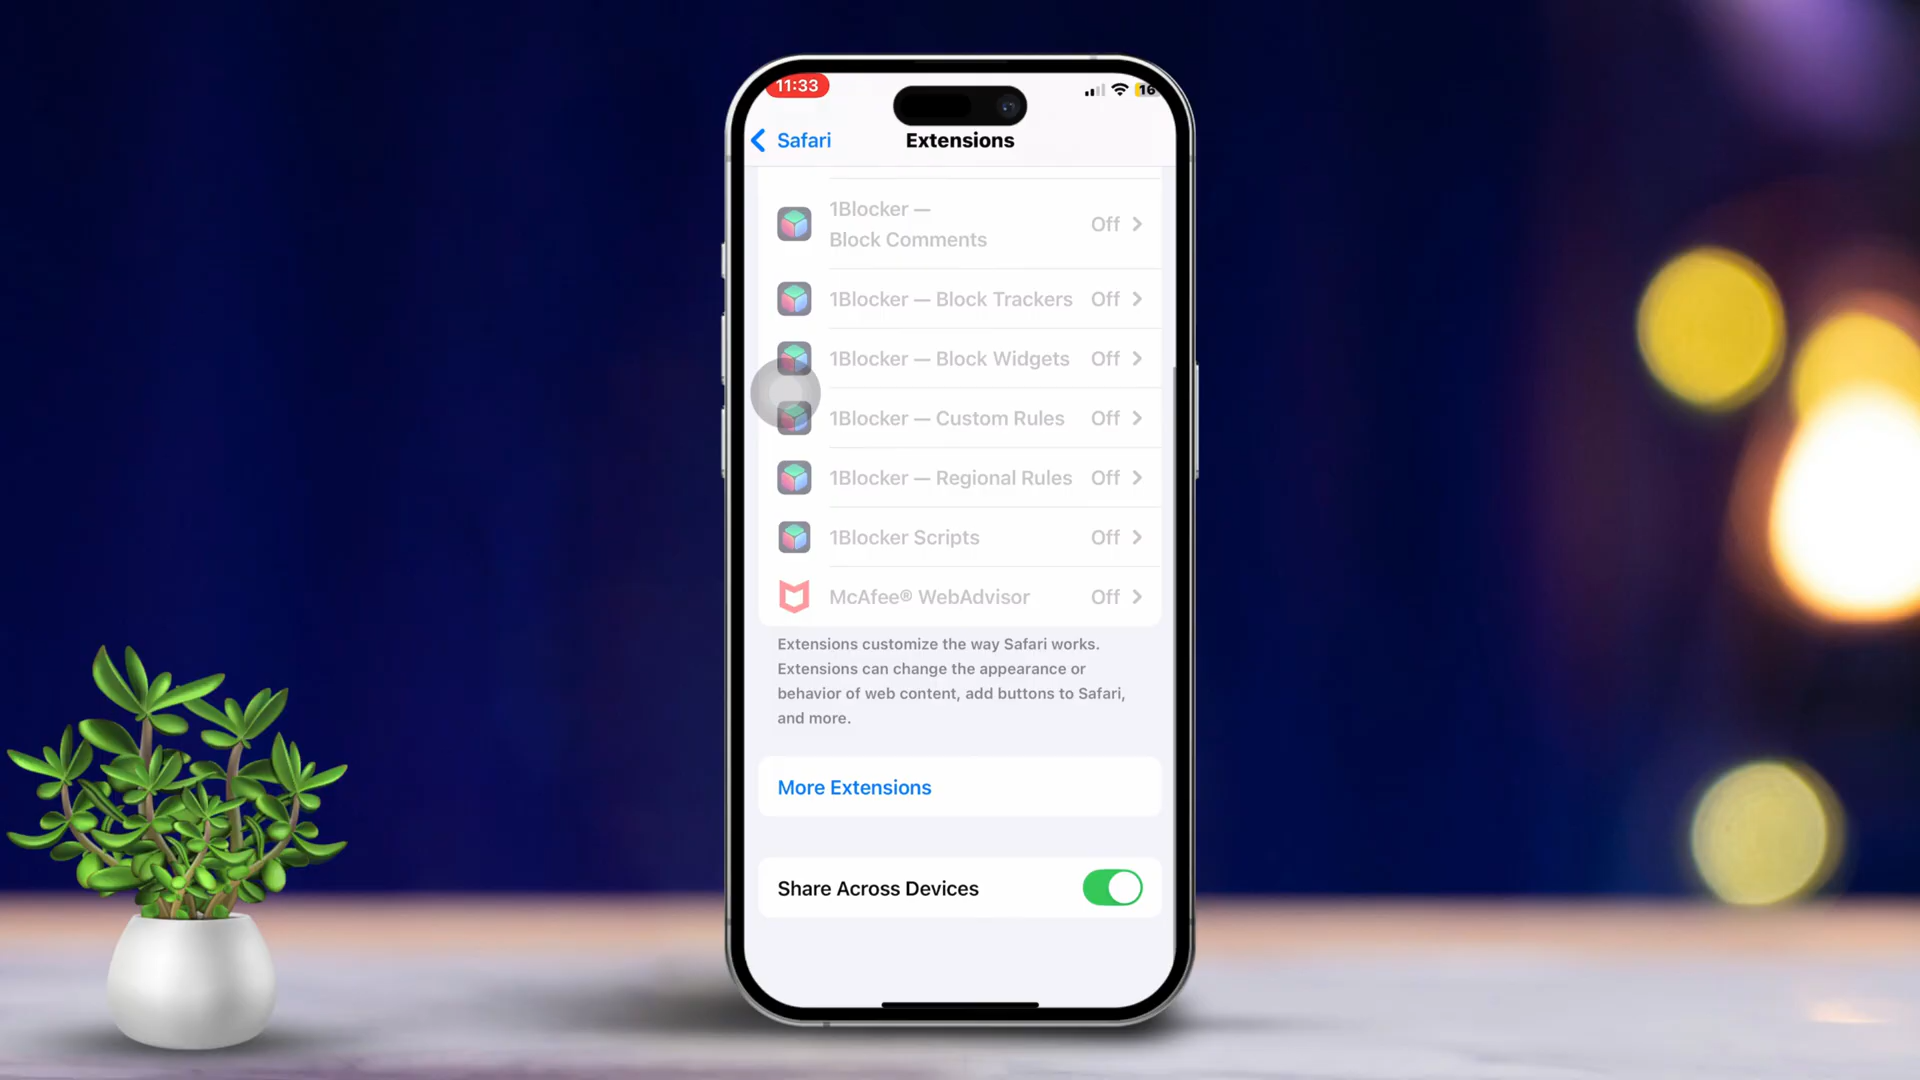 11:33
16
Safari
Extensions
1Blocker —
Block Comments
Off
1Blocker — Block Trackers Off
1Blocker — Block Widgets Off
1Blocker — Custom Rules Off
1Blocker — Regional Rules Off
1Blocker Scripts Off
McAfee® WebAdvisor Off
Extensions customize the way Safari works.
Extensions can change the appearance or
behavior of web content, add buttons to Safari,
and more.
More Extensions
Share Across Devices